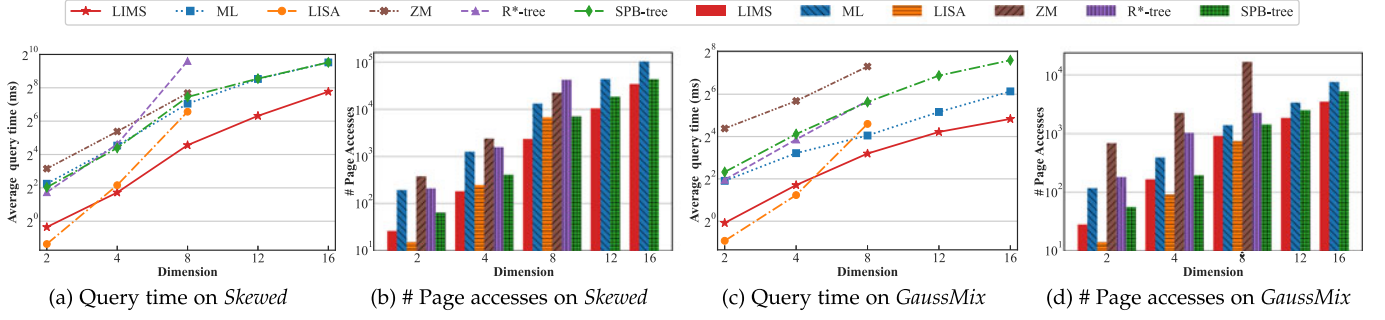 LIMS ML LISA ZM R*-tree SPB-tree LIMS ML LISA ZM R*-tree SPB-tree
Average query time (ms)
2^10
2^8
2^6
2^4
2^2
2^0
2 4 8 12 16
Dimension
(a) Query time on Skewed
# Page Accesses
10^5
10^4
10^3
10^2
10^1
2 4 8 12 16
Dimension
(b) # Page accesses on Skewed
Average query time (ms)
2^8
2^6
2^4
2^2
2^0
2 4 8 12 16
Dimension
(c) Query time on GaussMix
# Page Accesses
10^4
10^3
10^2
10^1
2 4 8 12 16
Dimension
(d) # Page accesses on GaussMix